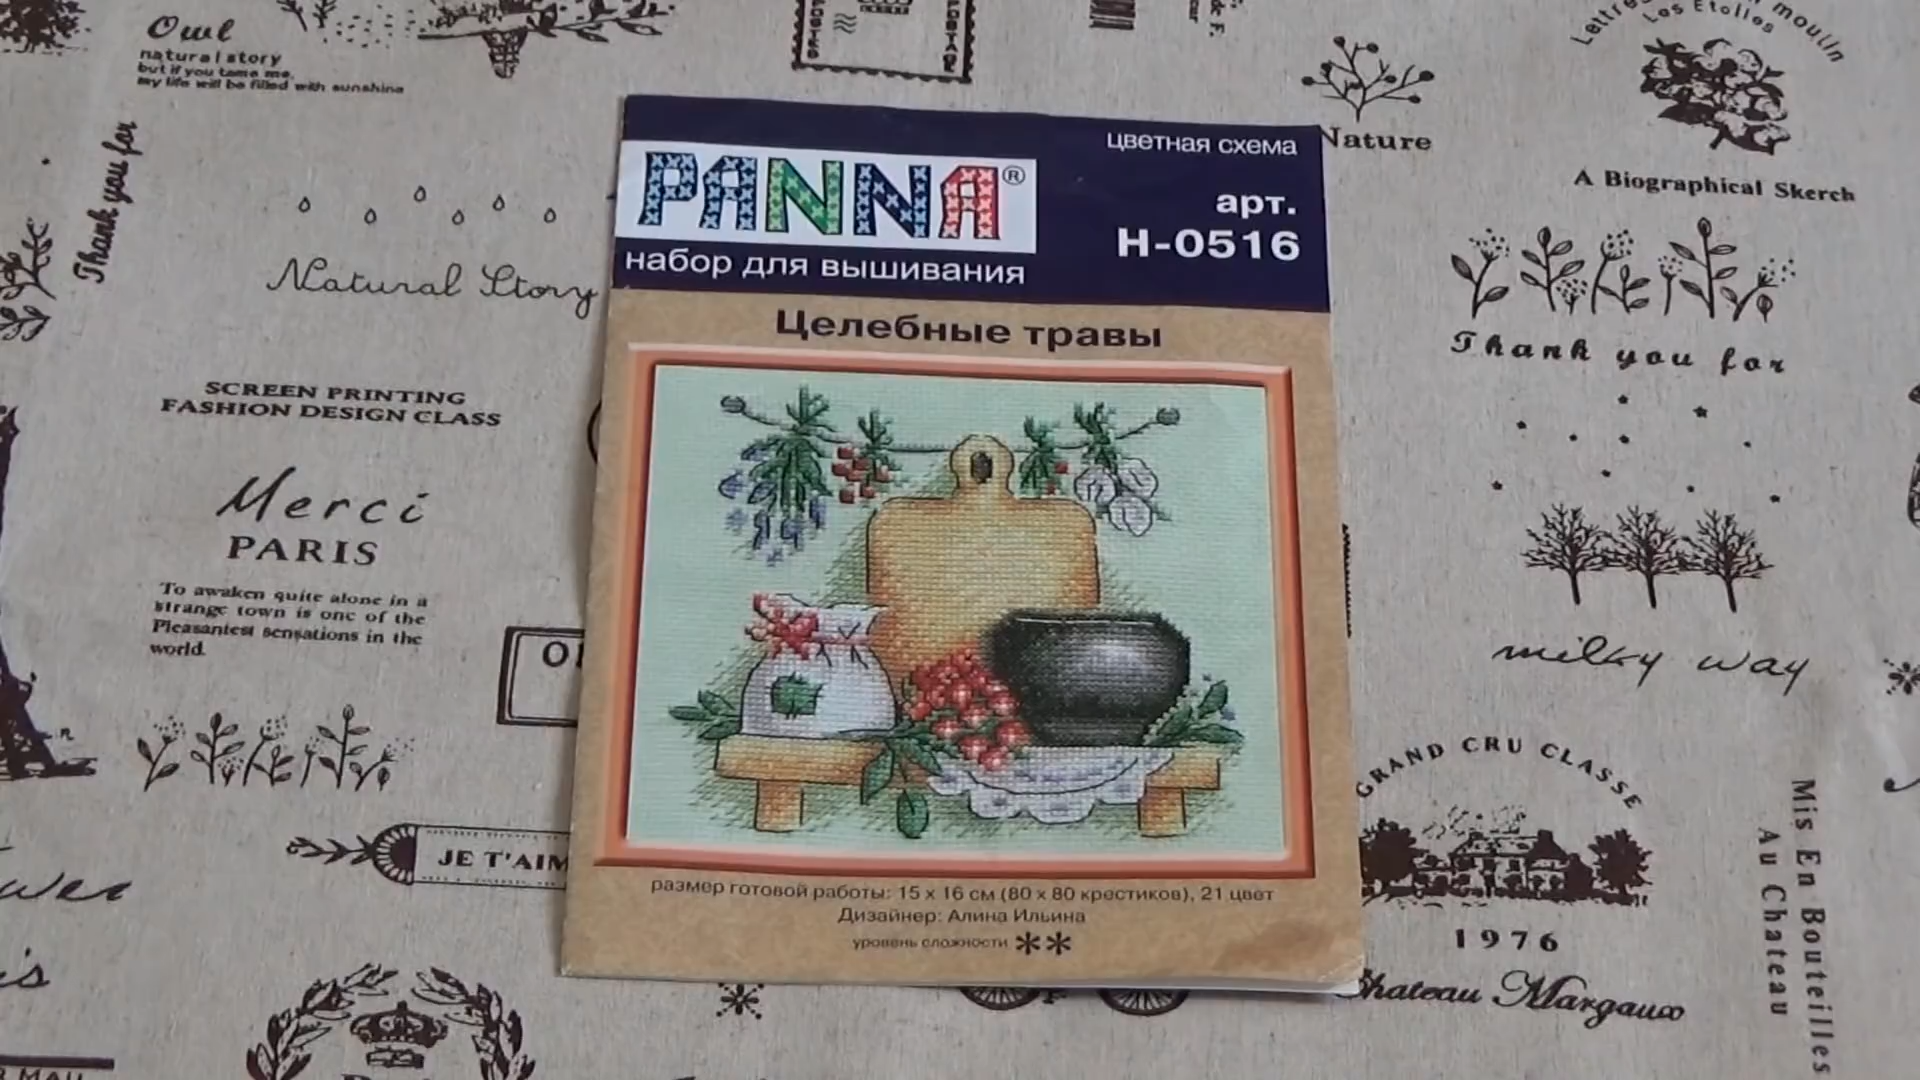 Owl
natural story
but if you tame me.
my life will be filled with sunshine
Thank you for
Natural Story
SCREEN PRINTING
FASHION DESIGN CLASS
Merci
PARIS
To awaken quite alone in a
strange town is one of the
Pleasantest sensations in the
world.
JE T'AIM
POSTAGE
PANNA®
набор для вышивания
цветная схема
арт.
Н-0516
Целебные травы
размер готовой работы: 15 х 16 см (80 х 80 крестиков), 21 цвет
Дизайнер: Алина Ильина
уровень сложности **
Nature
moulin
Les Etoiles
A Biographical Skerch
Thank you for
milky way
GRAND CRU CLASSE
1976
Chateau Margaux
Mis En Bouteilles
Au Chateau